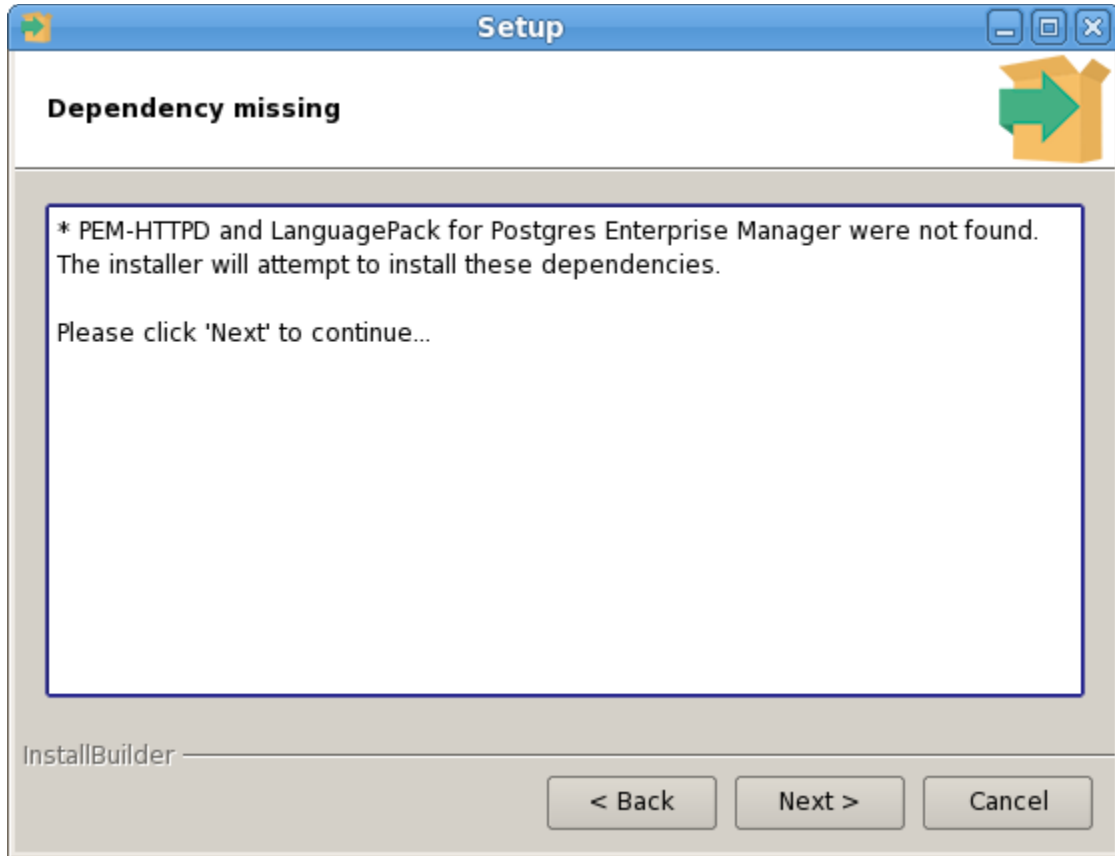 Setup
Dependency missing
* PEM-HTTPD and LanguagePack for Postgres Enterprise Manager were not found.
The installer will attempt to install these dependencies.
Please click 'Next' to continue...
InstallBuilder
< Back
Next >
Cancel